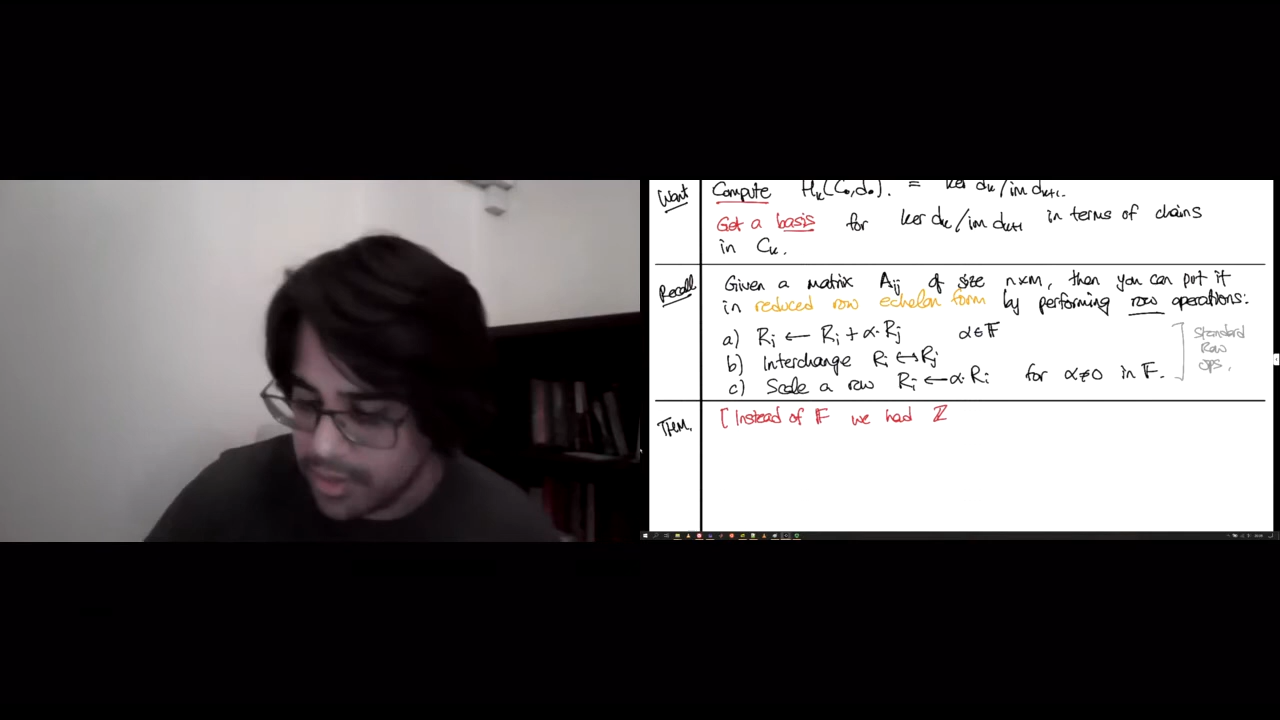 Want Compute Hₖ(C•,d•). = ker dₖ/im dₖ₊₁.
Get a basis for ker dₖ/im dₖ₊₁ in terms of chains
in Cₖ.
Recall Given a matrix Aᵢⱼ of size n×m, then you can put it
in reduced row echelon form by performing row operations:
a) Rᵢ ← Rᵢ + α·Rⱼ α∈𝔽
b) Interchange Rᵢ ↔ Rⱼ
c) Scale a row Rᵢ ← α·Rᵢ for α≠0 in 𝔽.
Standard
Row
ops.
Thm. [Instead of 𝔽 we had ℤ